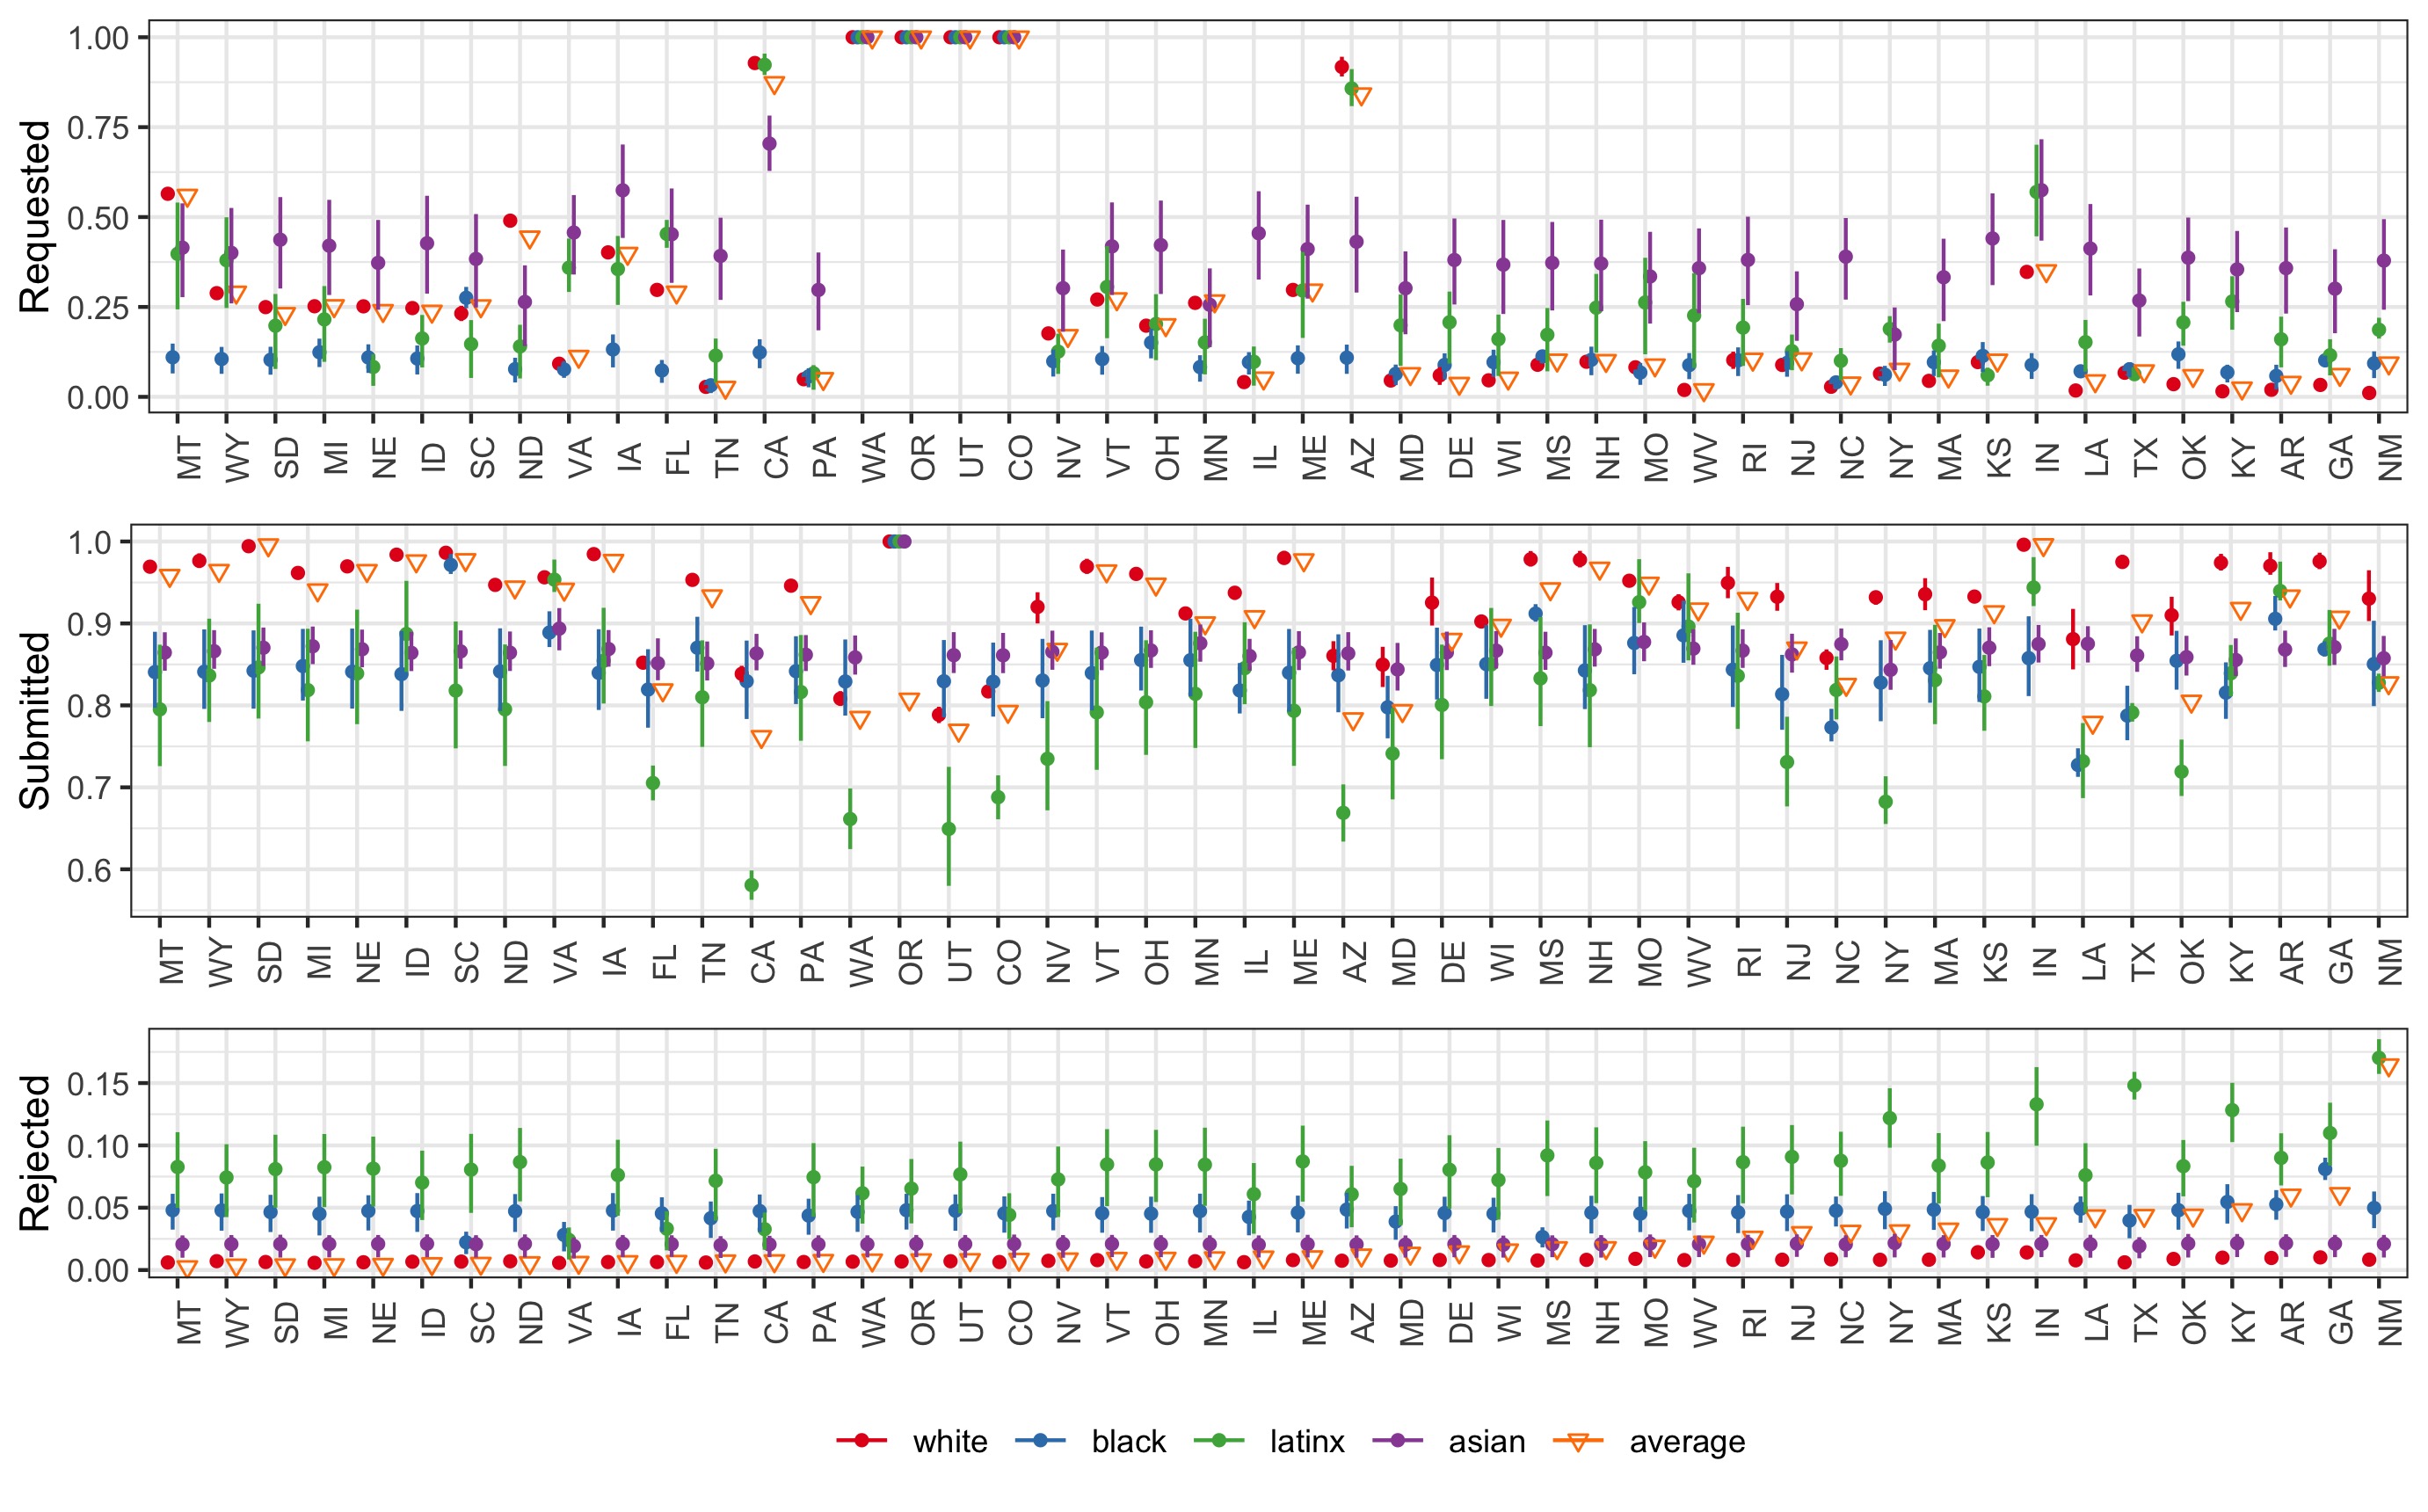 Requested
1.00
0.75
0.50
0.25
0.00
MT WY SD MI NE ID SC ND VA IA FL TN CA PA WA OR UT CO NV VT OH MN IL ME AZ MD DE WI MS NH MO WV RI NJ NC NY MA KS IN LA TX OK KY AR GA NM
Submitted
1.0
0.9
0.8
0.7
0.6
MT WY SD MI NE ID SC ND VA IA FL TN CA PA WA OR UT CO NV VT OH MN IL ME AZ MD DE WI MS NH MO WV RI NJ NC NY MA KS IN LA TX OK KY AR GA NM
Rejected
0.15
0.10
0.05
0.00
MT WY SD MI NE ID SC ND VA IA FL TN CA PA WA OR UT CO NV VT OH MN IL ME AZ MD DE WI MS NH MO WV RI NJ NC NY MA KS IN LA TX OK KY AR GA NM
white black latinx asian average